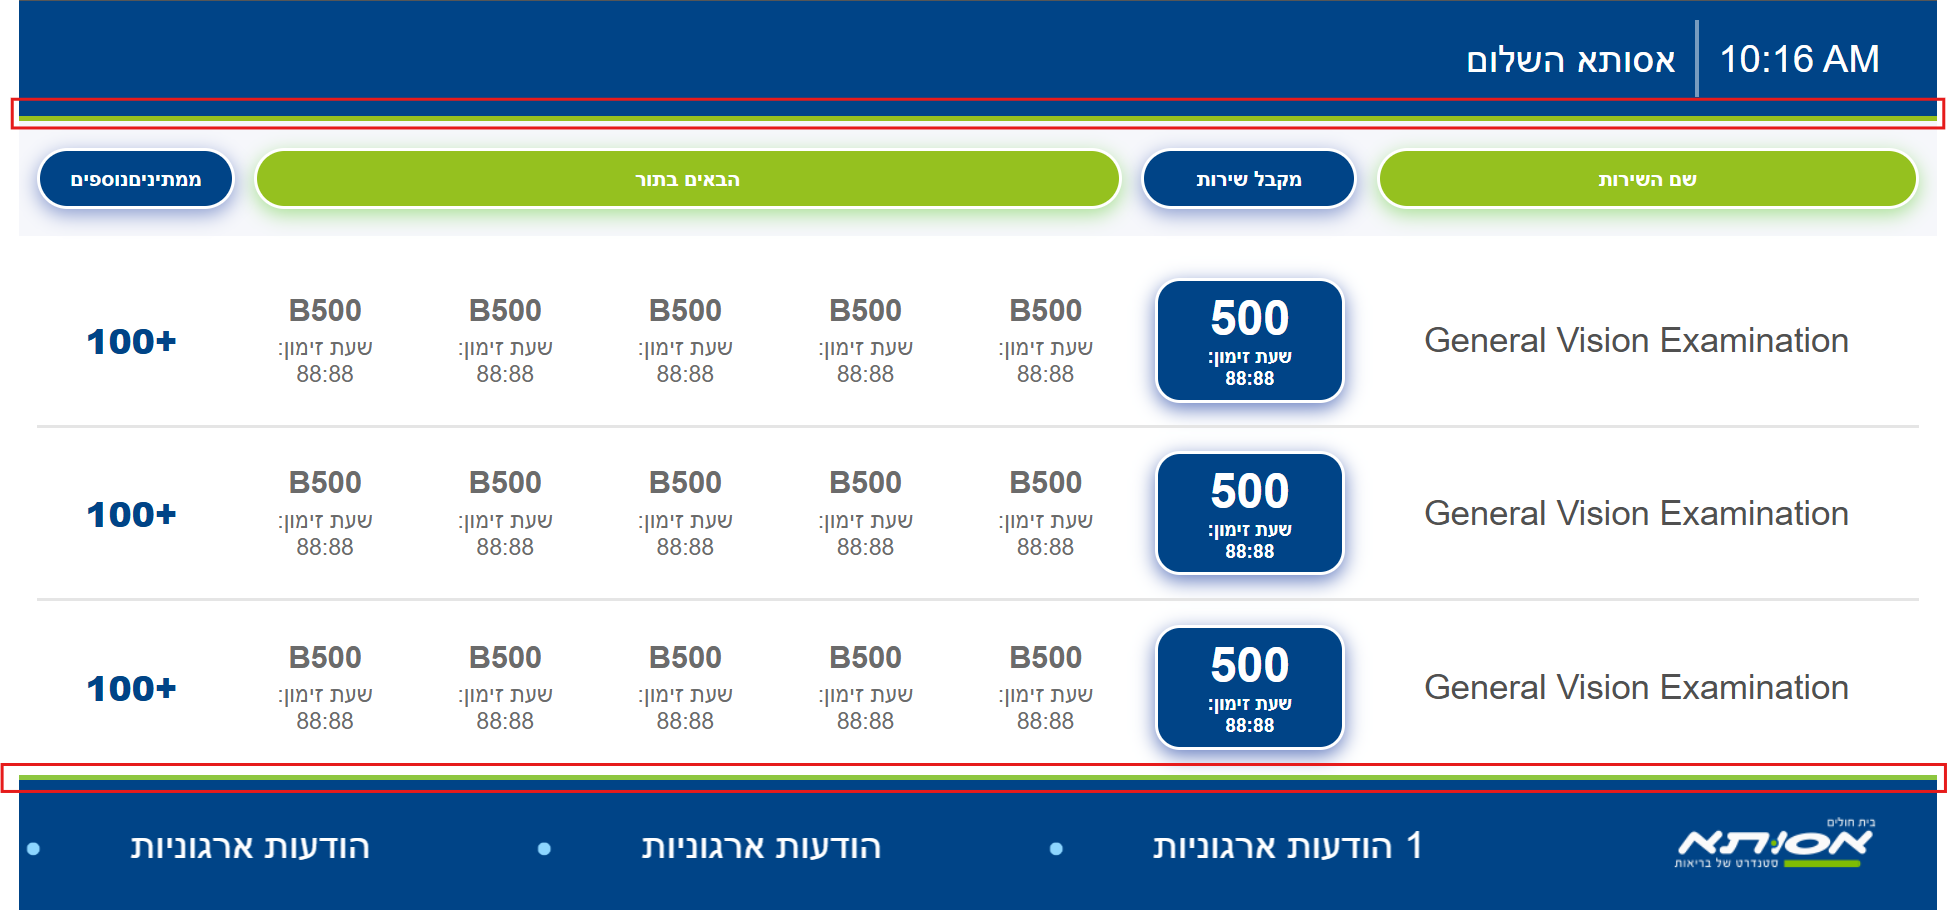 10:16 AM
אסותא השלום
שם השירות
מקבל שירות
הבאים בתור
ממתיניםנוספים
General Vision Examination
500
שעת זימון:
88:88
B500
שעת זימון:
88:88
B500
שעת זימון:
88:88
B500
שעת זימון:
88:88
B500
שעת זימון:
88:88
B500
שעת זימון:
88:88
100+
General Vision Examination
500
שעת זימון:
88:88
B500
שעת זימון:
88:88
B500
שעת זימון:
88:88
B500
שעת זימון:
88:88
B500
שעת זימון:
88:88
B500
שעת זימון:
88:88
100+
General Vision Examination
500
שעת זימון:
88:88
B500
שעת זימון:
88:88
B500
שעת זימון:
88:88
B500
שעת זימון:
88:88
B500
שעת זימון:
88:88
B500
שעת זימון:
88:88
100+
בית חולים
אסותא
סטנדרט של בריאות
1 הודעות ארגוניות
• הודעות ארגוניות
• הודעות ארגוניות
•